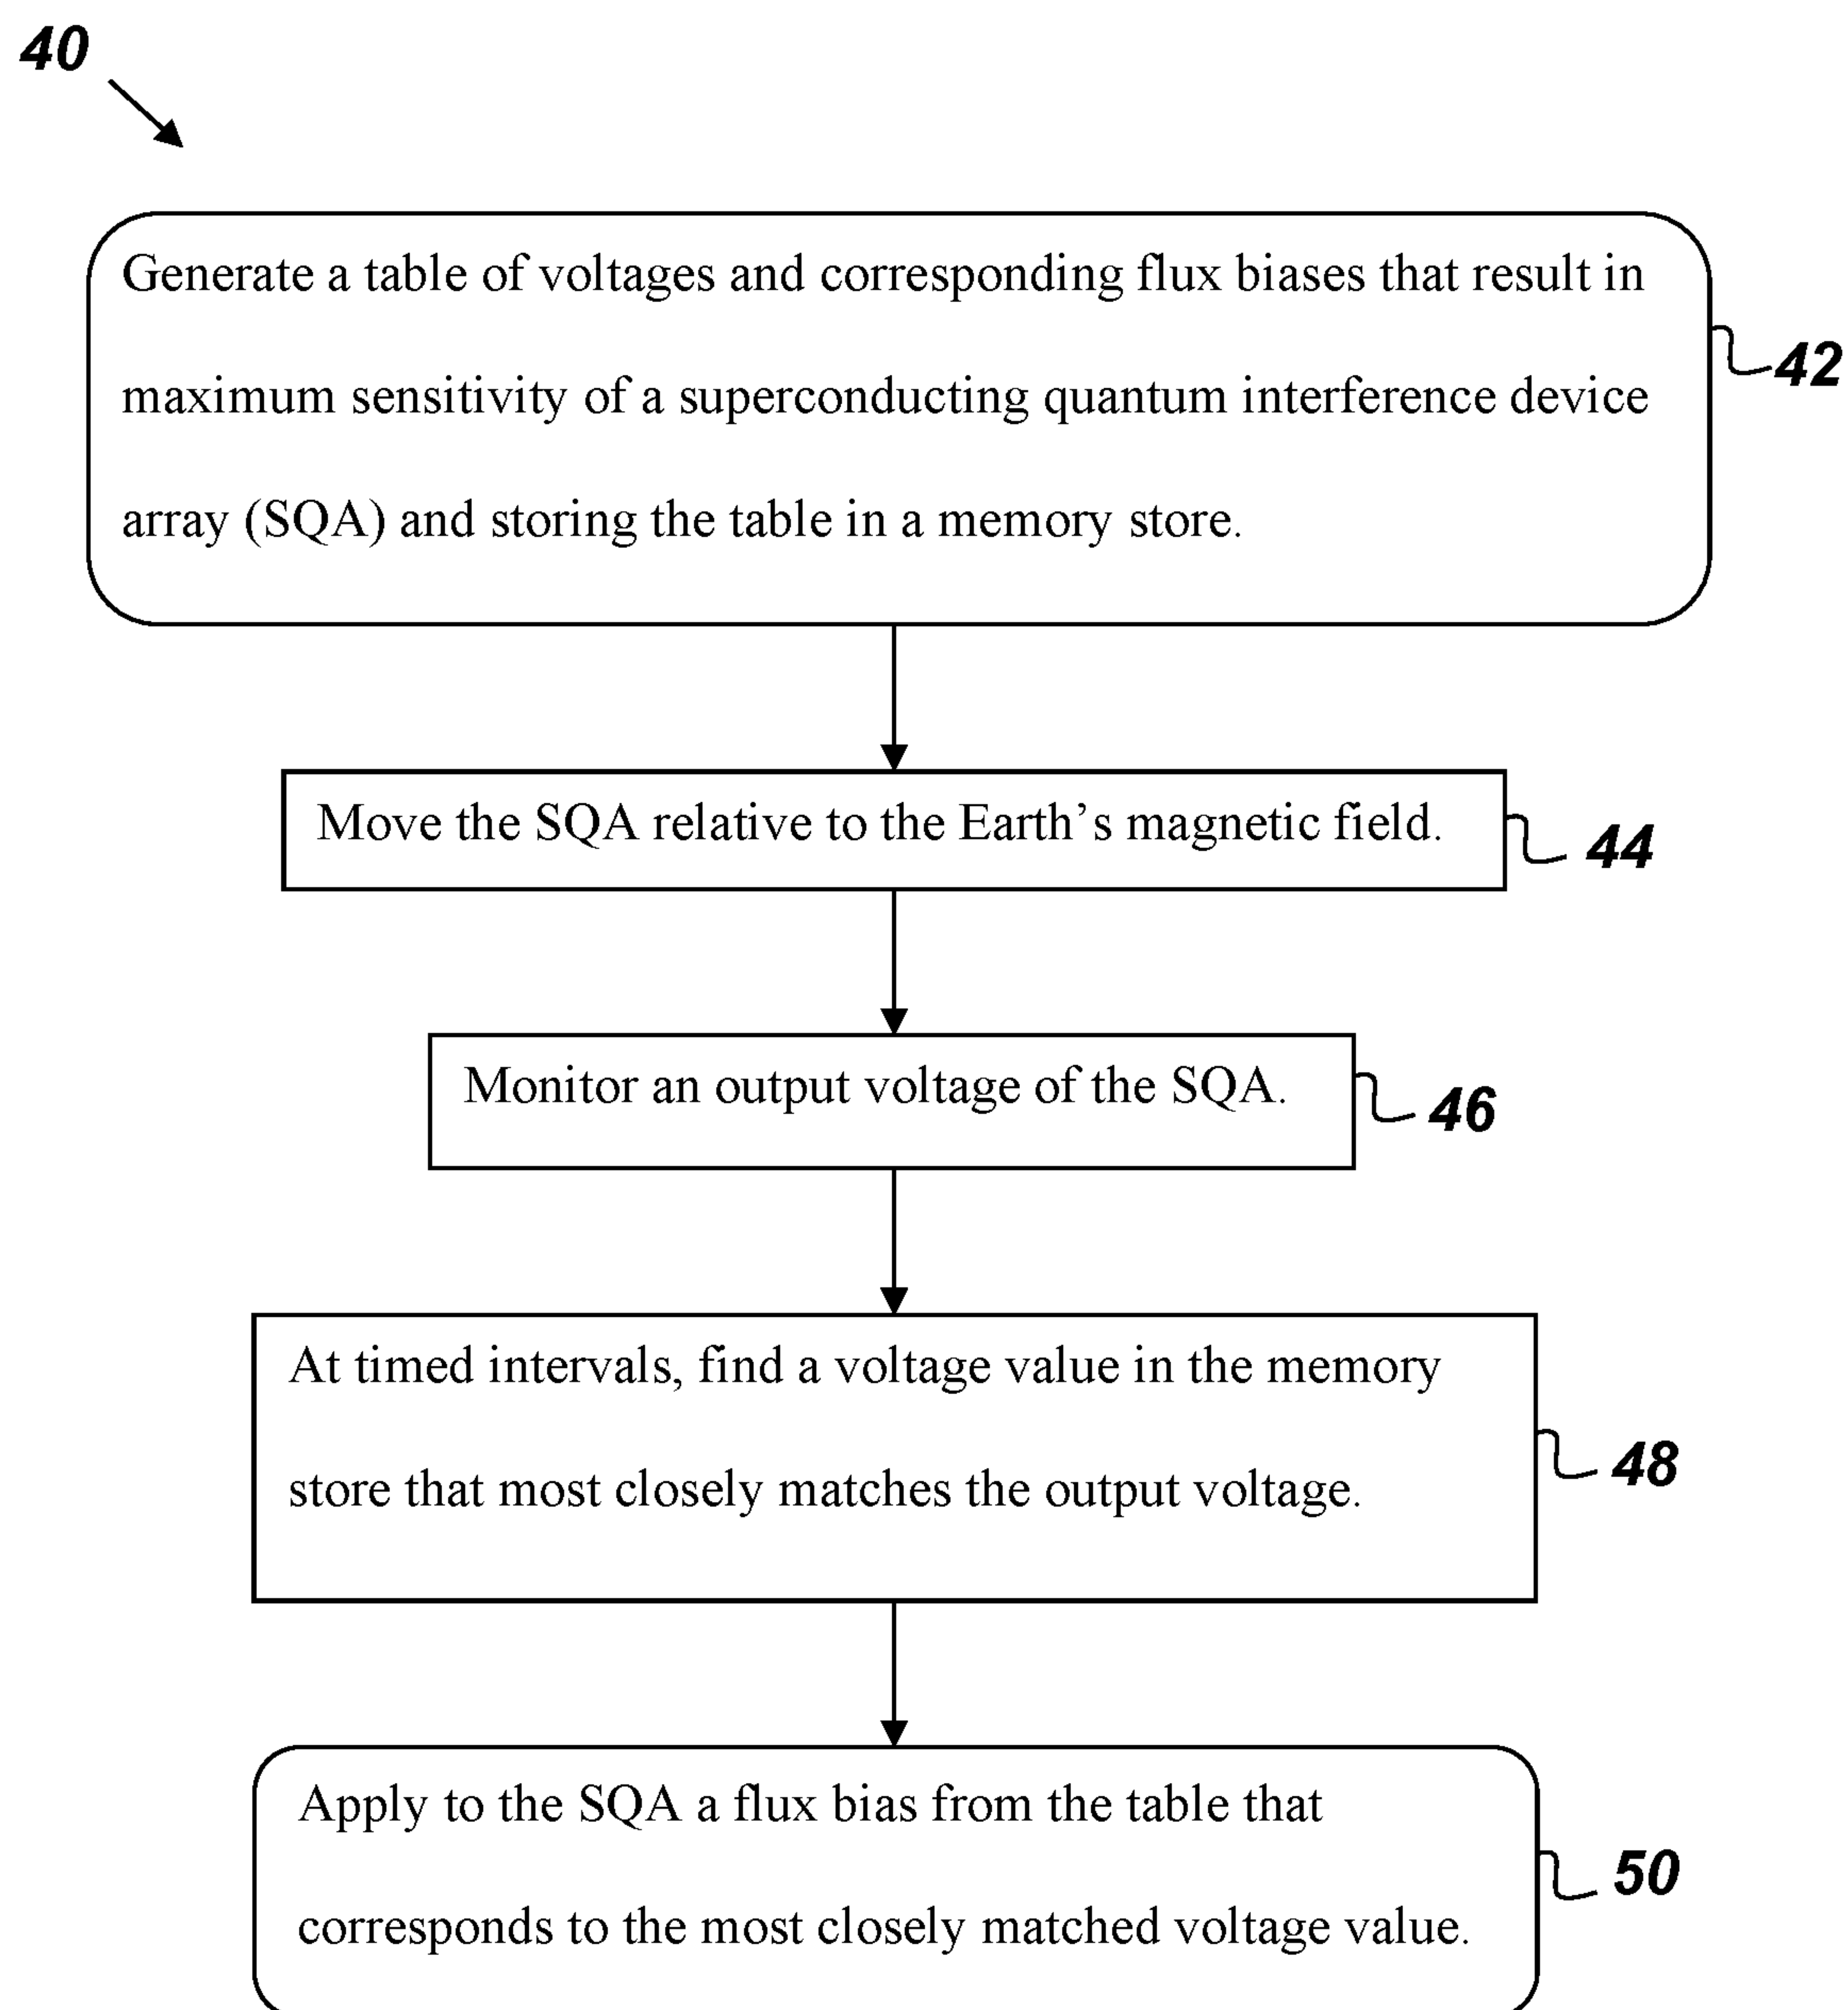 40
Generate a table of voltages and corresponding flux biases that result in
maximum sensitivity of a superconducting quantum interference device
array (SQA) and storing the table in a memory store.
42
Move the SQA relative to the Earth’s magnetic field.
44
Monitor an output voltage of the SQA.
46
At timed intervals, find a voltage value in the memory
store that most closely matches the output voltage.
48
Apply to the SQA a flux bias from the table that
corresponds to the most closely matched voltage value.
50